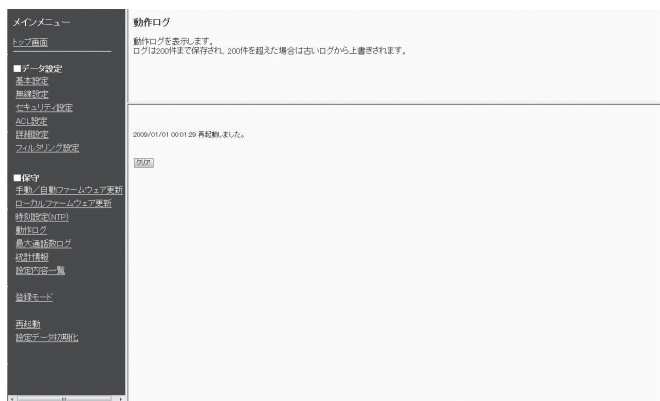 メインメニュー
トップ画面
■データ設定
基本設定
無線設定
セキュリティ設定
ACL設定
詳細設定
フィルタリング設定
■保守
手動／自動ファームウェア更新
ローカルファームウェア更新
時刻設定(NTP)
動作ログ
最大通話数ログ
統計情報
設定内容一覧
登録モード
再起動
設定データ初期化
動作ログ
動作ログを表示します。
ログは200件まで保存され、200件を超えた場合は古いログから上書きされます。
2009/01/01 00:01:29 再起動しました。
クリア